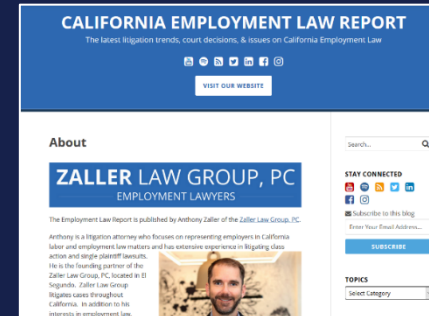 CALIFORNIA EMPLOYMENT LAW REPORT
The latest litigation trends, court decisions, & issues on California Employment Law
VISIT OUR WEBSITE
About
ZALLER LAW GROUP, PC
EMPLOYMENT LAWYERS
The Employment Law Report is published by Anthony Zaller of the Zaller Law Group, PC.
Anthony is a litigation attorney who focuses on representing employers in California
labor and employment law matters and has extensive experience in litigating class
action and single plaintiff lawsuits.
He is the founding partner of the
Zaller Law Group, PC, located in El
Segundo. Zaller Law Group
litigates cases throughout
California. In addition to his
interests in employment law,
Search...
STAY CONNECTED
Subscribe to this blog
Enter Your Email Address...
SUBSCRIBE
TOPICS
Select Category